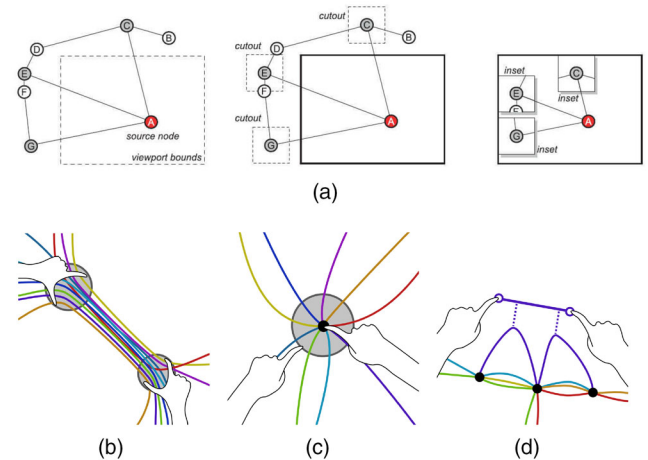 C
B
D
E
F
A
source node
G
viewport bounds
cutout
C
B
cutout
D
E
F
A
cutout
G
inset
C
inset
E
F
A
G
inset
(a)
(b)
(c)
(d)